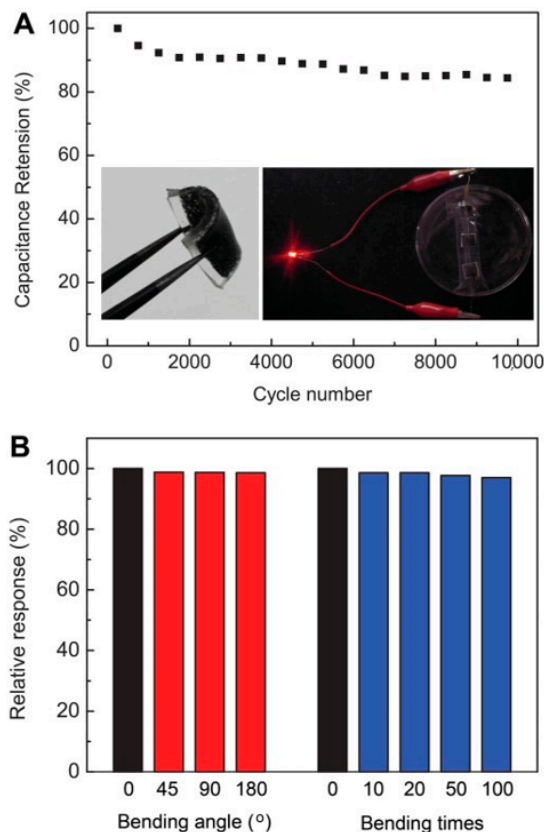 A
Capacitance Retension (%)
100
80
60
40
20
0
0 2000 4000 6000 8000 10,000
Cycle number
B
Relative response (%)
100
80
60
40
20
0
0 45 90 180 0 10 20 50 100
Bending angle (°) Bending times